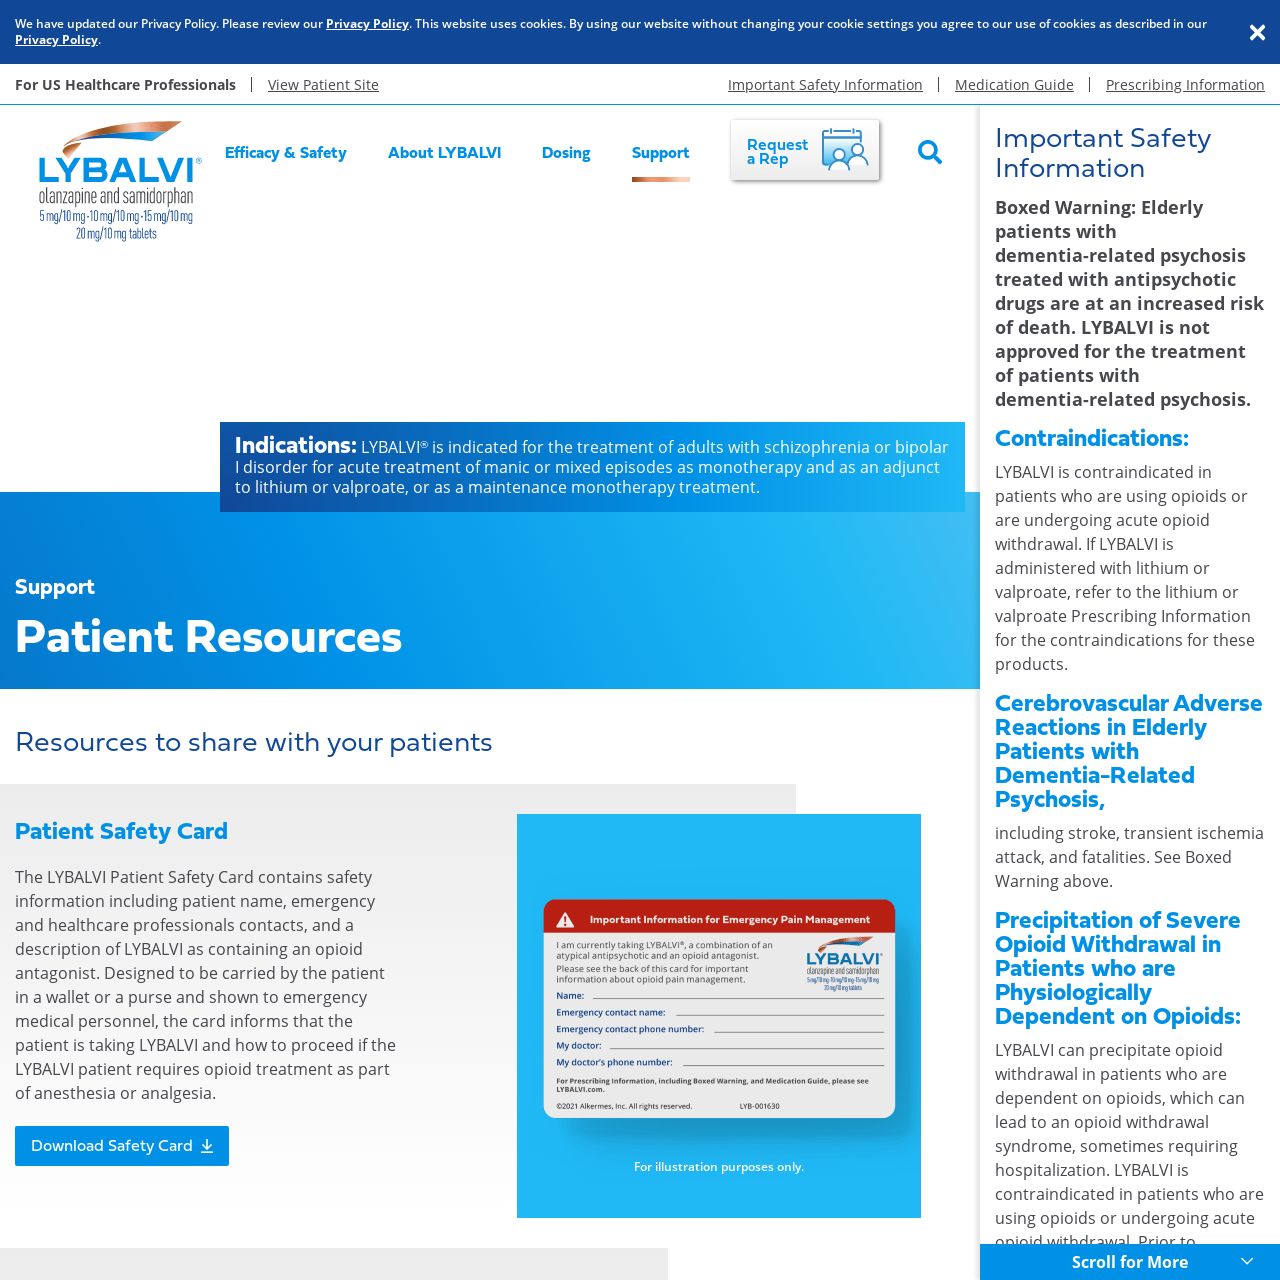 We have updated our Privacy Policy. Please review our Privacy Policy. This website uses cookies. By using our website without changing your cookie settings you agree to our use of cookies as described in our
Privacy Policy.
For US Healthcare Professionals
View Patient Site
Important Safety Information
Medication Guide
Prescribing Information
LYBALVI®
olanzapine and samidorphan
5 mg/10 mg • 10 mg/10 mg • 15 mg/10 mg
20 mg/10 mg tablets
Efficacy & Safety
About LYBALVI
Dosing
Support
Request
a Rep
Indications: LYBALVI® is indicated for the treatment of adults with schizophrenia or bipolar
I disorder for acute treatment of manic or mixed episodes as monotherapy and as an adjunct
to lithium or valproate, or as a maintenance monotherapy treatment.
Support
Patient Resources
Resources to share with your patients
Patient Safety Card
The LYBALVI Patient Safety Card contains safety
information including patient name, emergency
and healthcare professionals contacts, and a
description of LYBALVI as containing an opioid
antagonist. Designed to be carried by the patient
in a wallet or a purse and shown to emergency
medical personnel, the card informs that the
patient is taking LYBALVI and how to proceed if the
LYBALVI patient requires opioid treatment as part
of anesthesia or analgesia.
Download Safety Card
Important Information for Emergency Pain Management
I am currently taking LYBALVI®, a combination of an
atypical antipsychotic and an opioid antagonist.
Please see the back of this card for important
information about opioid pain management.
LYBALVI®
olanzapine and samidorphan
5 mg/10 mg • 10 mg/10 mg • 15 mg/10 mg
20 mg/10 mg tablets
Name:
Emergency contact name:
Emergency contact phone number:
My doctor:
My doctor's phone number:
For Prescribing Information, including Boxed Warning, and Medication Guide, please see
LYBALVI.com.
©2021 Alkermes, Inc. All rights reserved.
LYB-001630
For illustration purposes only.
Important Safety
Information
Boxed Warning: Elderly
patients with
dementia-related psychosis
treated with antipsychotic
drugs are at an increased risk
of death. LYBALVI is not
approved for the treatment
of patients with
dementia-related psychosis.
Contraindications:
LYBALVI is contraindicated in
patients who are using opioids or
are undergoing acute opioid
withdrawal. If LYBALVI is
administered with lithium or
valproate, refer to the lithium or
valproate Prescribing Information
for the contraindications for these
products.
Cerebrovascular Adverse
Reactions in Elderly
Patients with
Dementia-Related
Psychosis,
including stroke, transient ischemia
attack, and fatalities. See Boxed
Warning above.
Precipitation of Severe
Opioid Withdrawal in
Patients who are
Physiologically
Dependent on Opioids:
LYBALVI can precipitate opioid
withdrawal in patients who are
dependent on opioids, which can
lead to an opioid withdrawal
syndrome, sometimes requiring
hospitalization. LYBALVI is
contraindicated in patients who are
using opioids or undergoing acute
opioid withdrawal. Prior to
Scroll for More